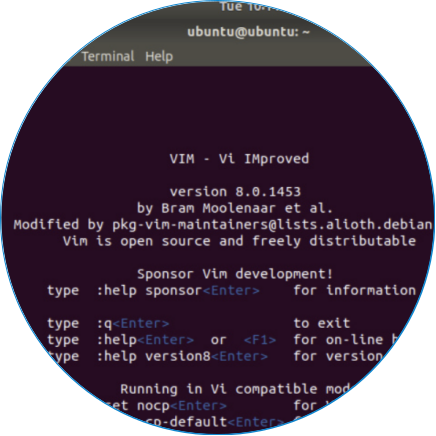 Tue
ubuntu@ubuntu: ~
Terminal Help
VIM - Vi IMproved
version 8.0.1453
by Bram Moolenaar et al.
Modified by pkg-vim-maintainers@lists.alioth.debian
Vim is open source and freely distributable
Sponsor Vim development!
type :help sponsor<Enter> for information
type :q<Enter> to exit
type :help<Enter> or <F1> for on-line
type :help version8<Enter> for version
Running in Vi compatible
nocp<Enter> for